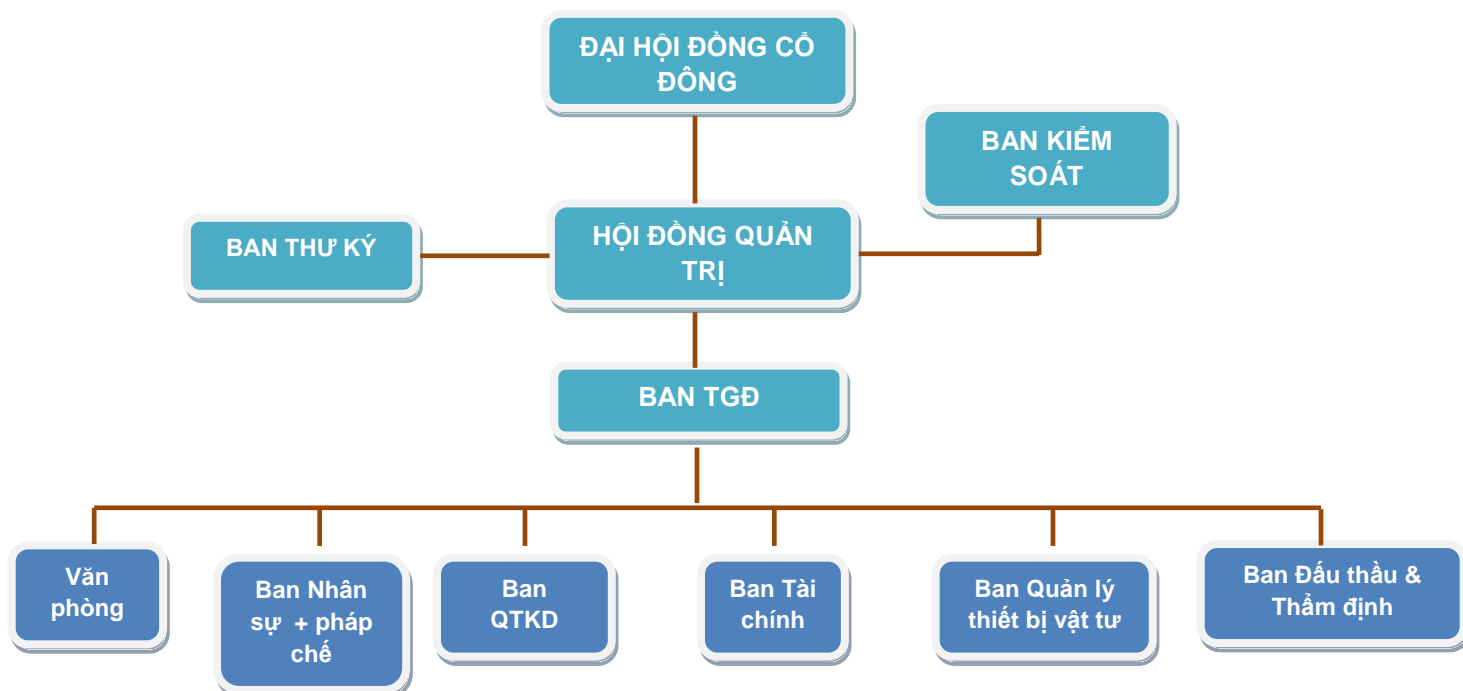 ĐẠI HỘI ĐỒNG CỔ
ĐÔNG
BAN KIỂM
SOÁT
BAN THƯ KÝ
HỘI ĐỒNG QUẢN
TRỊ
BAN TGĐ
Văn
phòng
Ban Nhân
sự + pháp
chế
Ban
QTKD
Ban Tài
chính
Ban Quản lý
thiết bị vật tư
Ban Đấu thầu &
Thẩm định